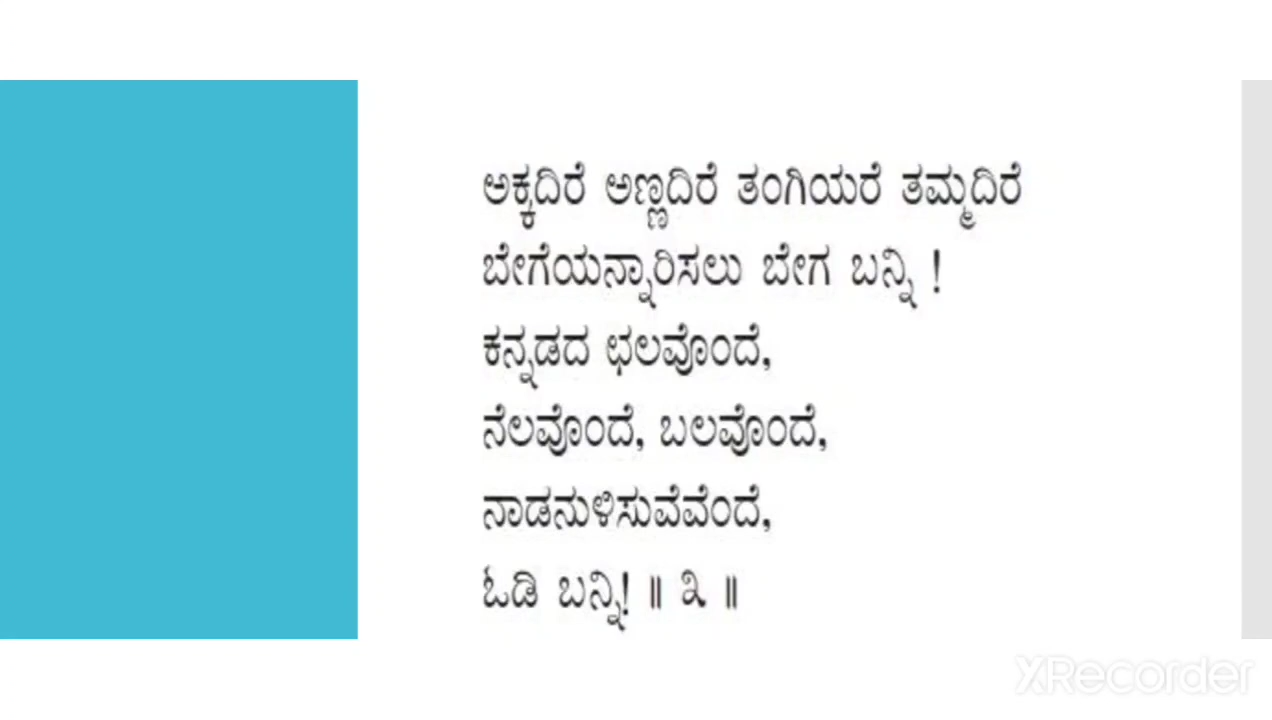 ಅಕ್ಕದಿರೆ ಅಣ್ಣದಿರೆ ತಂಗಿಯರೆ ತಮ್ಮದಿರೆ
ಬೇಗೆಯನ್ನಾರಿಸಲು ಬೇಗ ಬನ್ನಿ !
ಕನ್ನಡದ ಛಲವೊಂದೆ,
ನೆಲವೊಂದೆ, ಬಲವೊಂದೆ,
ನಾಡನುಳಿಸುವೆವೆಂದೆ,
ಓಡಿ ಬನ್ನಿ! ॥ ೩ ॥
XRecorder